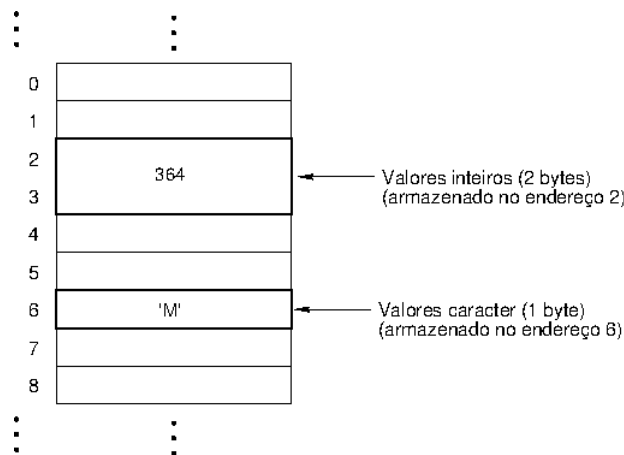 0
1
2
364
3
Valores inteiros (2 bytes)
(armazenado no endereço 2)
4
5
6
'M'
Valores caracter (1 byte)
(armazenado no endereço 6)
7
8